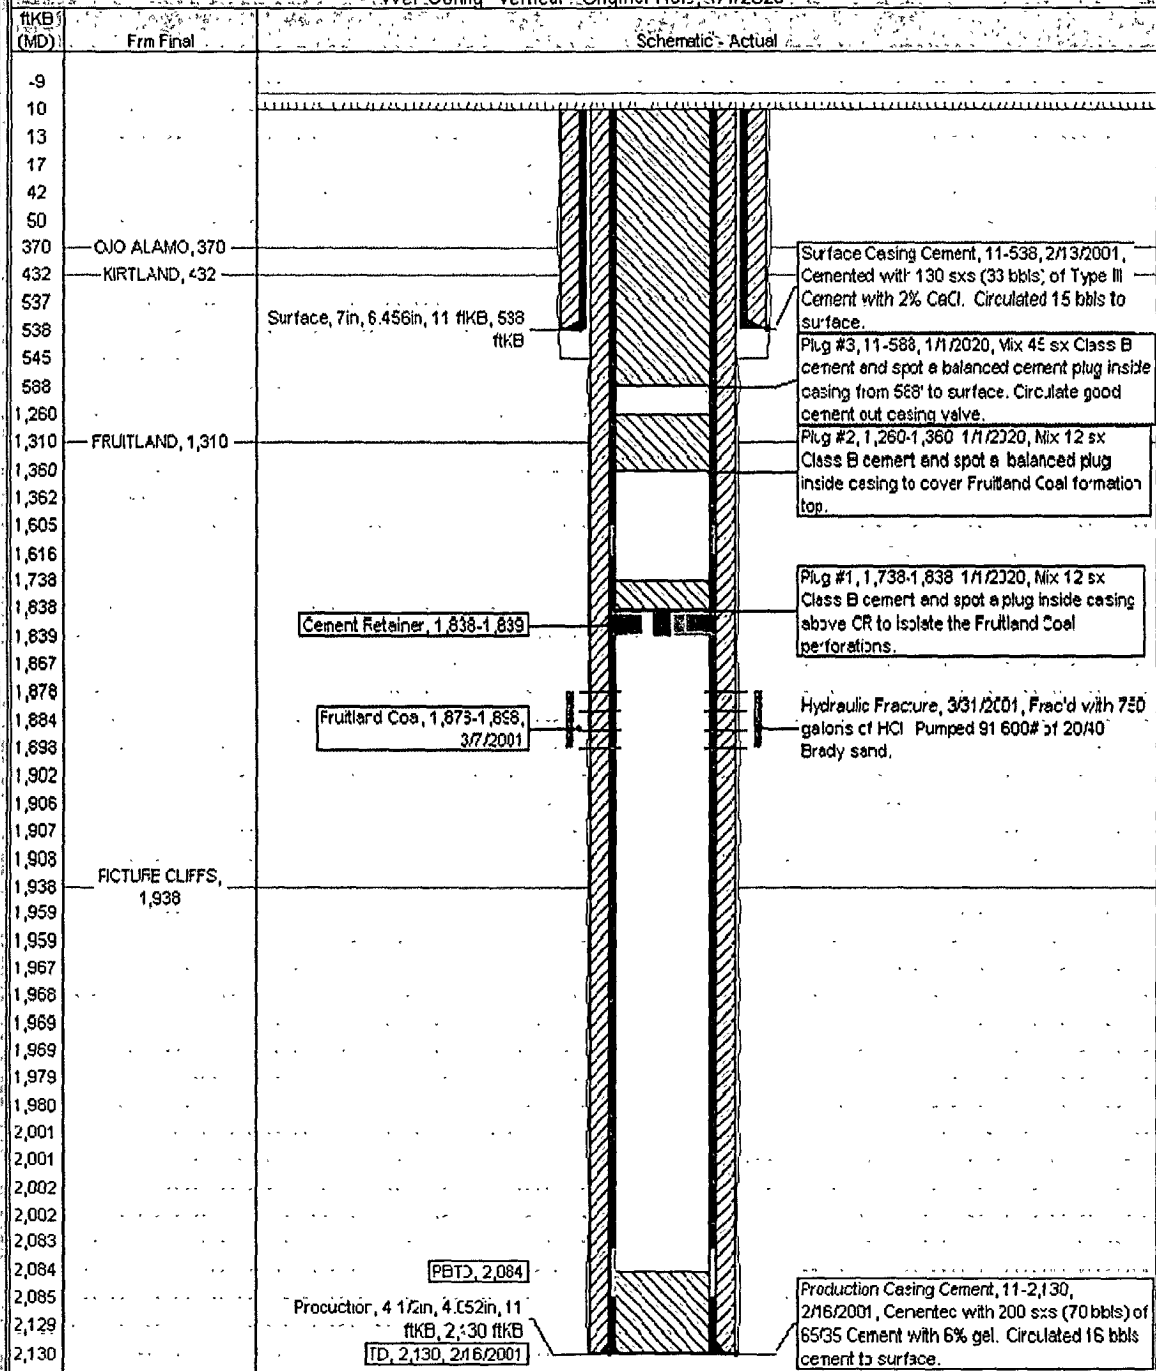 Well Config: Vertical - Original Hole, 1/1/2020
ftKB
(MD)
Frm Final
Schematic - Actual
-9
10
13
17
42
50
370
OJO ALAMO, 370
432
KIRTLAND, 432
537
538
545
588
1,260
1,310
FRUITLAND, 1,310
1,360
1,362
1,605
1,616
1,738
1,838
1,839
1,867
1,878
1,884
1,893
1,902
1,906
1,907
1,908
1,938
PICTURE CLIFFS,
1,938
1,959
1,959
1,967
1,968
1,969
1,969
1,979
1,980
2,001
2,001
2,002
2,002
2,083
2,084
2,085
2,129
2,130
Surface, 7in, 6.456in, 11 ftKB, 538
ftKB
Surface Casing Cement, 11-538, 2/13/2001,
Cemented with 130 sxs (33 bbls) of Type III
Cement with 2% CaCl. Circulated 15 bbls to
surface.
Plug #3, 11-588, 1/1/2020, Mix 45 sx Class B
cement and spot a balanced cement plug inside
casing from 588' to surface. Circulate good
cement out casing valve.
Plug #2, 1,260-1,360 1/1/2020, Mix 12 sx
Class B cement and spot a balanced plug
inside casing to cover Fruitland Coal formation
top.
Plug #1, 1,738-1,838 1/1/2020, Mix 12 sx
Class B cement and spot a plug inside casing
above CR to isolate the Fruitland Coal
perforations.
Cement Retainer, 1,838-1,839
Fruitland Coa, 1,878-1,898,
3/7/2001
Hydraulic Fracture, 3/31/2001, Frac'd with 750
galons of HCl Pumped 91 600# of 20/40
Brady sand.
PBTD, 2,084
Production, 4 1/2in, 4.052in, 11
ftKB, 2,130 ftKB
TD, 2,130, 2/16/2001
Production Casing Cement, 11-2,130,
2/16/2001, Cemented with 200 sxs (70 bbls) of
65/35 Cement with 6% gel. Circulated 16 bbls
cement to surface.